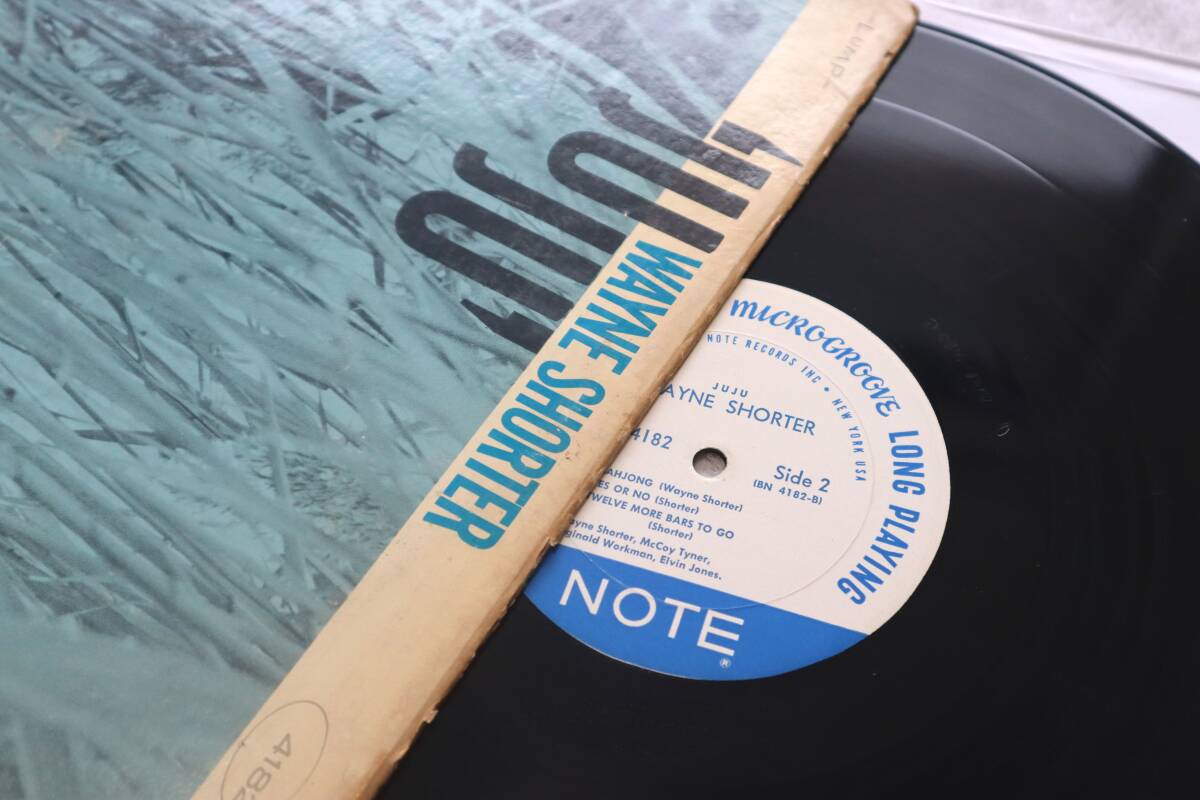 JUJU
WAYNE SHORTER
4182
MICROGROOVE LONG PLAYING
NOTE RECORDS INC • NEW YORK USA
JUJU
AYNE SHORTER
4182
Side 2
(BN 4182-B)
AHJONG (Wayne Shorter)
ES OR NO (Shorter)
TWELVE MORE BARS TO GO
(Shorter)
ayne Shorter, McCoy Tyner,
ginald Workman, Elvin Jones.
NOTE
®